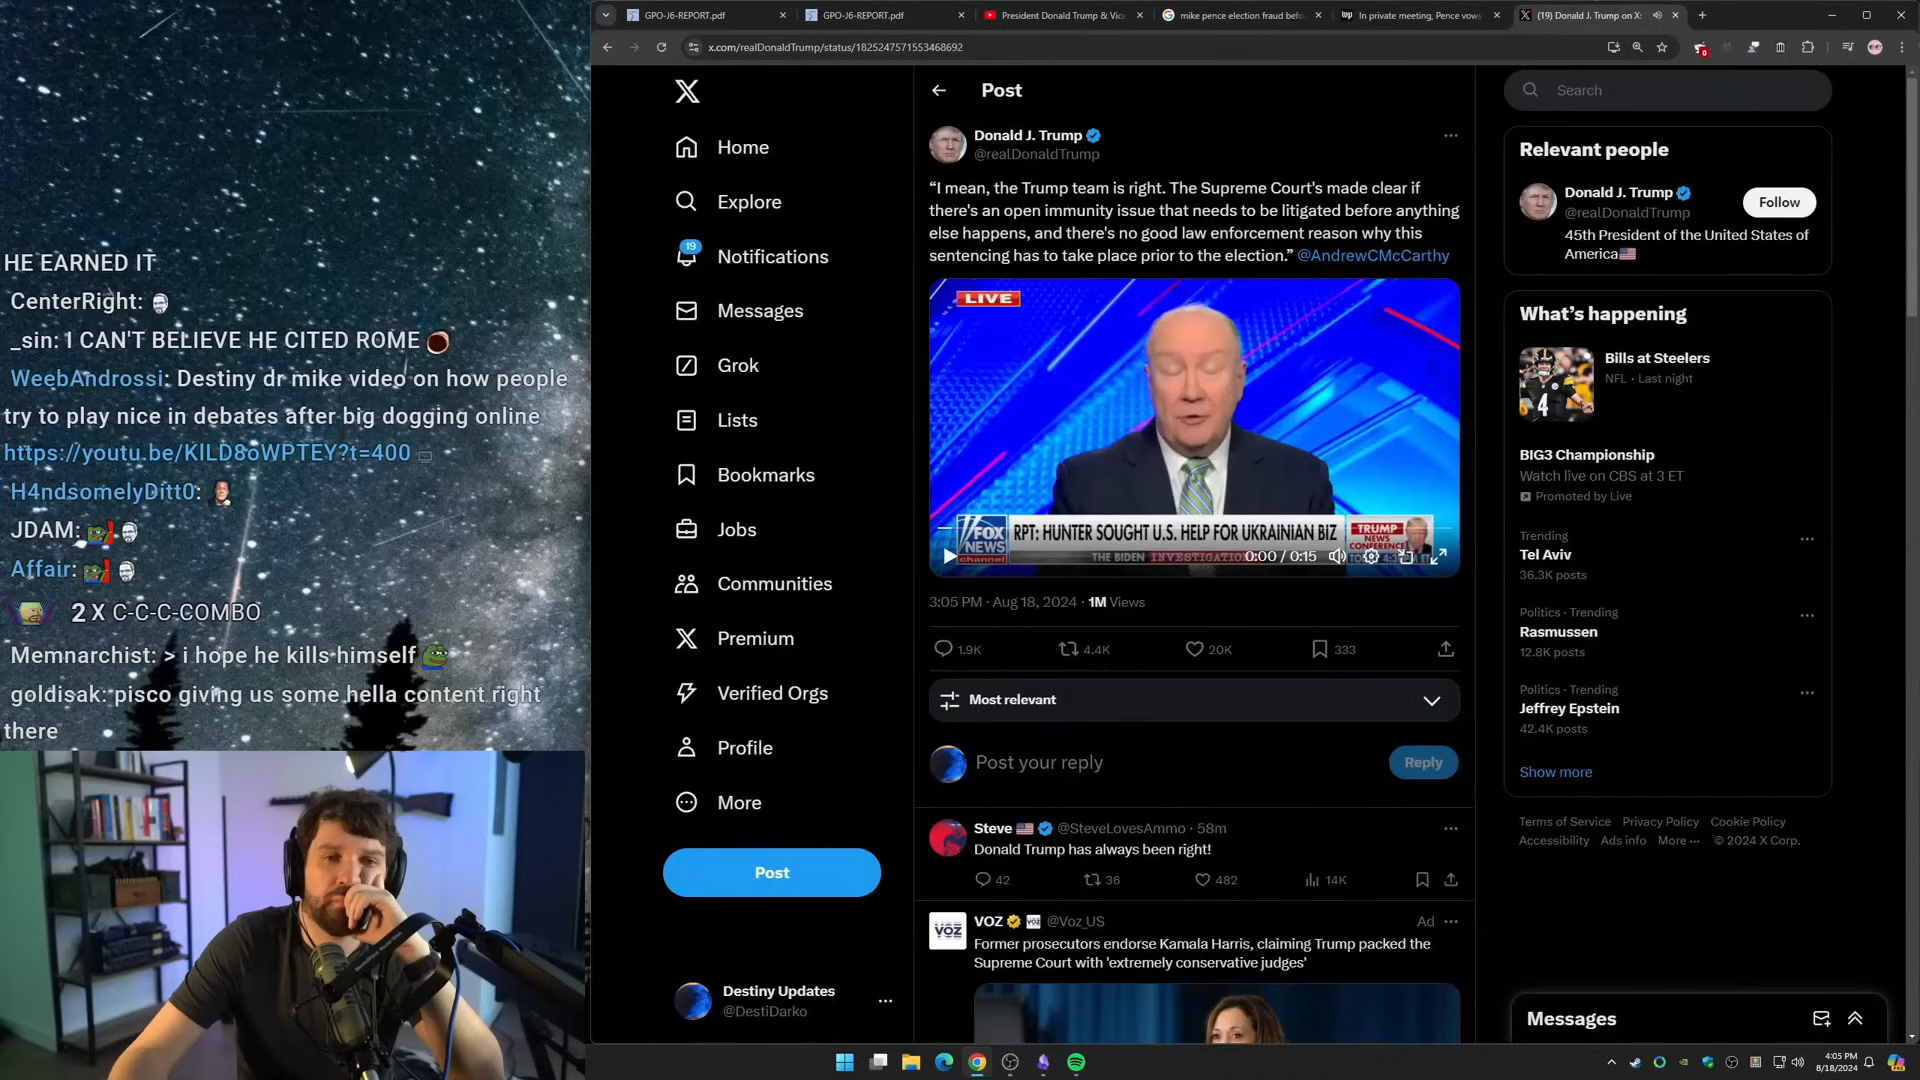 GPO-J6-REPORT.pdf
GPO-J6-REPORT.pdf
President Donald Trump & Vice
mike pence election fraud befo
In private meeting, Pence vows
(19) Donald J. Trump on X:
x.com/realDonaldTrump/status/1825247571553468692
0
HE EARNED IT
CenterRight:
_sin: I CAN'T BELIEVE HE CITED ROME
WeebAndrossi: Destiny dr mike video on how people
try to play nice in debates after big dogging online
https://youtu.be/KlLD8oWPTEY?t=400
H4ndsomelyDitt0:
JDAM:
Affair:
2 X C-C-C-COMBO
Memnarchist: > i hope he kills himself
goldisak: pisco giving us some hella content right
there
Home
Explore
19
Notifications
Messages
Grok
Lists
Bookmarks
Jobs
Communities
Premium
Verified Orgs
Profile
More
Post
Destiny Updates
@DestiDarko
Post
Donald J. Trump
@realDonaldTrump
“I mean, the Trump team is right. The Supreme Court's made clear if
there's an open immunity issue that needs to be litigated before anything
else happens, and there's no good law enforcement reason why this
sentencing has to take place prior to the election.” @AndrewCMcCarthy
LIVE
FOX
NEWS
channel
RPT: HUNTER SOUGHT U.S. HELP FOR UKRAINIAN BIZ
THE BIDEN INVESTIGATION
TRUMP
NEWS
CONFERENCE
0:00 / 0:15
3:05 PM · Aug 18, 2024 · 1M Views
1.9K
4.4K
20K
333
Most relevant
Post your reply
Reply
Steve @SteveLovesAmmo · 58m
Donald Trump has always been right!
42
36
482
14K
VOZ
VOZ @Voz_US
Ad
Former prosecutors endorse Kamala Harris, claiming Trump packed the
Supreme Court with 'extremely conservative judges'
Search
Relevant people
Donald J. Trump
@realDonaldTrump
Follow
45th President of the United States of
America
What’s happening
Bills at Steelers
NFL · Last night
4
BIG3 Championship
Watch live on CBS at 3 ET
Promoted by Live
Trending
Tel Aviv
36.3K posts
Politics · Trending
Rasmussen
12.8K posts
Politics · Trending
Jeffrey Epstein
42.4K posts
Show more
Terms of Service Privacy Policy Cookie Policy
Accessibility Ads info More ··· © 2024 X Corp.
Messages
4:05 PM
8/18/2024